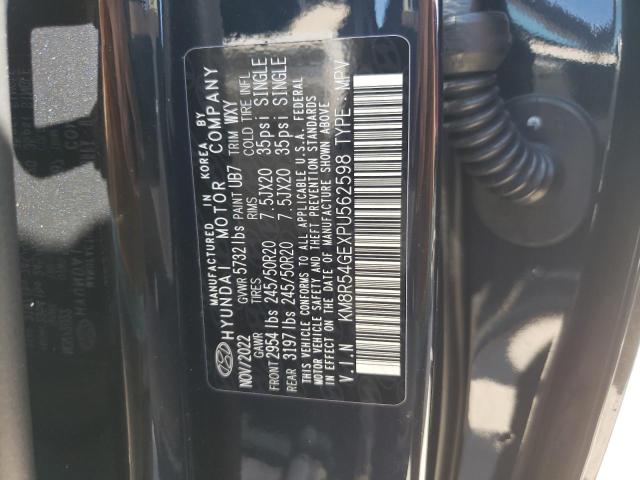 MANUFACTURED IN KOREA BY
HYUNDAI MOTOR COMPANY
NOV/2022 GVWR 5732 lbs PAINT UB7 TRIM WXY
GAWR TIRES RIMS COLD TIRE INFL
FRONT 2954 lbs 245/50R20 7.5JX20 35psi SINGLE
REAR 3197 lbs 245/50R20 7.5JX20 35psi SINGLE
THIS VEHICLE CONFORMS TO ALL APPLICABLE U.S.A. FEDERAL
MOTOR VEHICLE SAFETY, BUMPER, AND THEFT PREVENTION STANDARDS
IN EFFECT ON THE DATE OF MANUFACTURE SHOWN ABOVE
V.I.N KM8R54GEXPU562598 TYPE : MPV